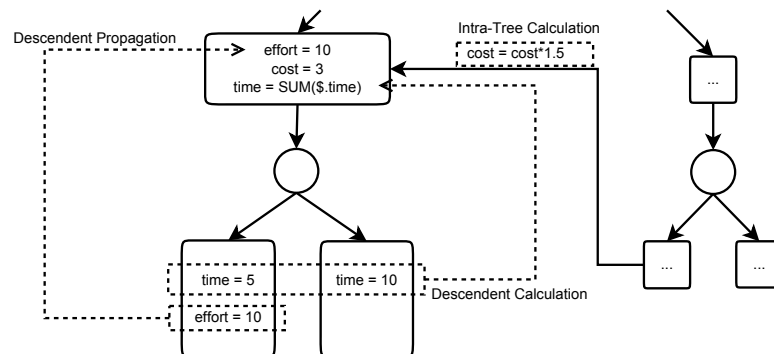 Descendent Propagation
effort = 10
cost = 3
time = SUM($.time)
Intra-Tree Calculation
cost = cost*1.5
...
time = 5
time = 10
effort = 10
Descendent Calculation
...
...